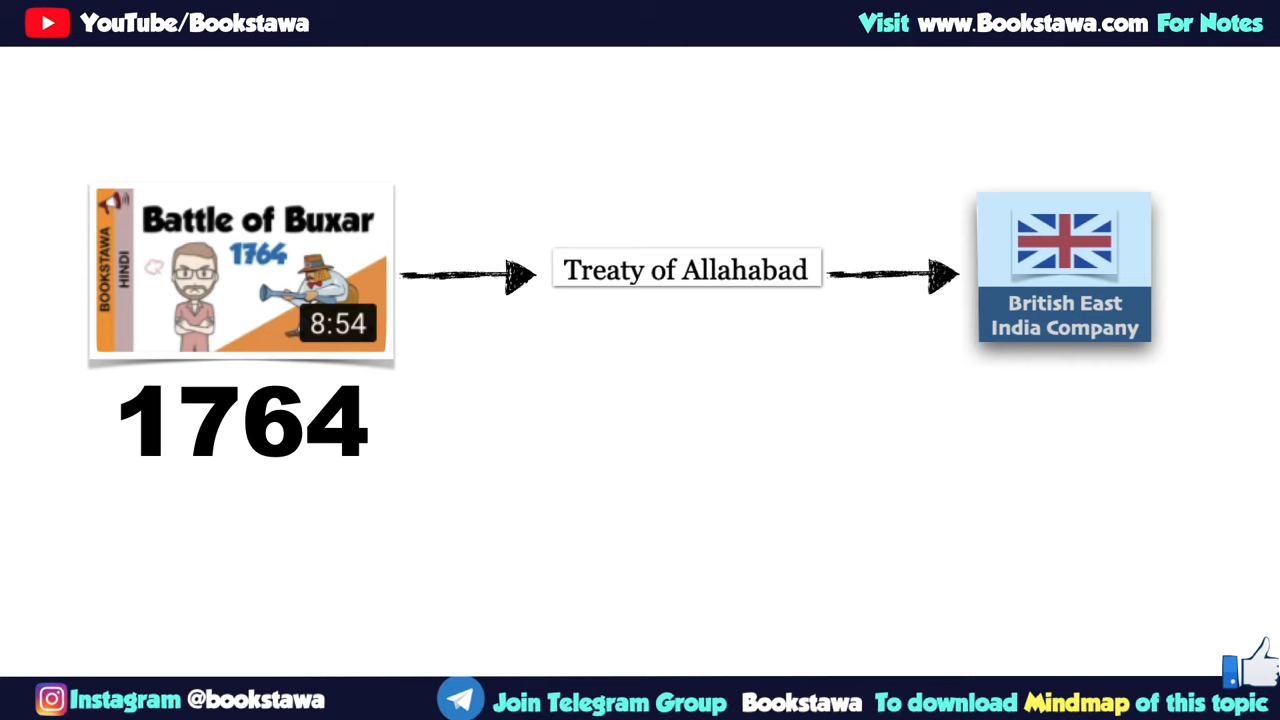 YouTube/Bookstawa
Visit www.Bookstawa.com For Notes
BOOKSTAWA
HINDI
Battle of Buxar
1764
8:54
Treaty of Allahabad
British East
India Company
1764
Instagram @bookstawa
Join Telegram Group Bookstawa To download Mindmap of this topic